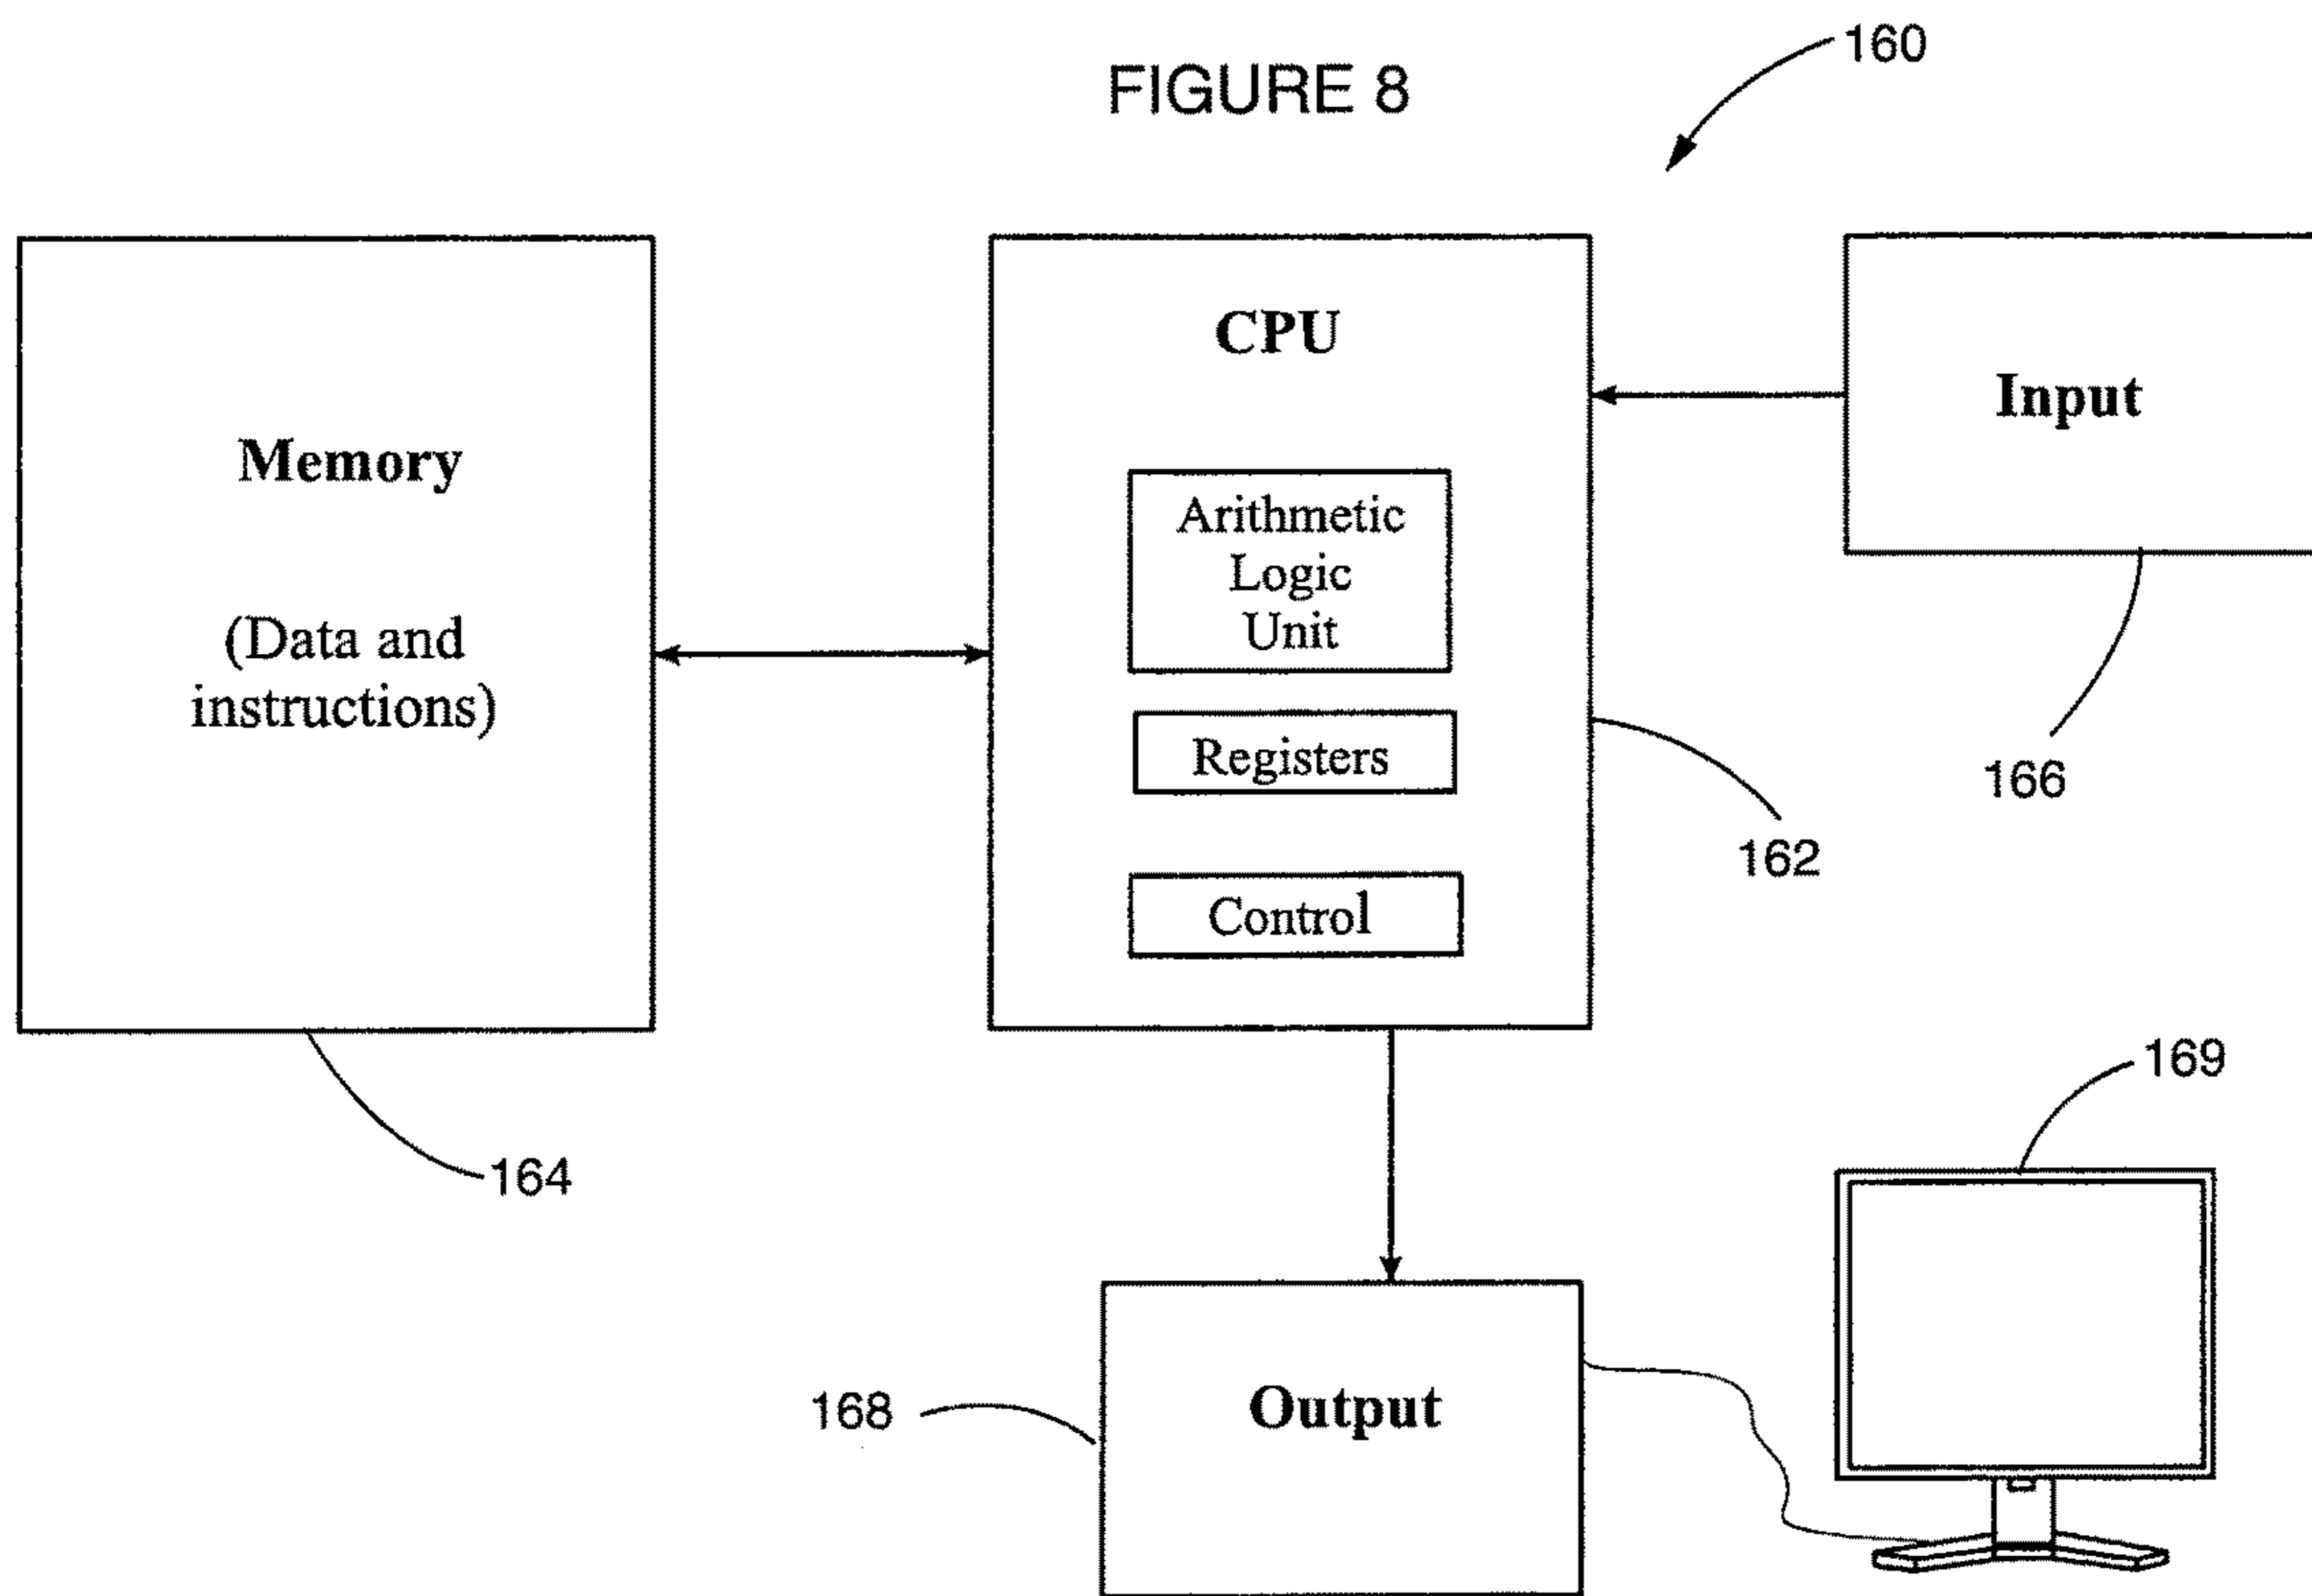 FIGURE 8
160
Memory
(Data and
instructions)
164
CPU
Arithmetic
Logic
Unit
Registers
Control
162
Input
166
Output
168
169